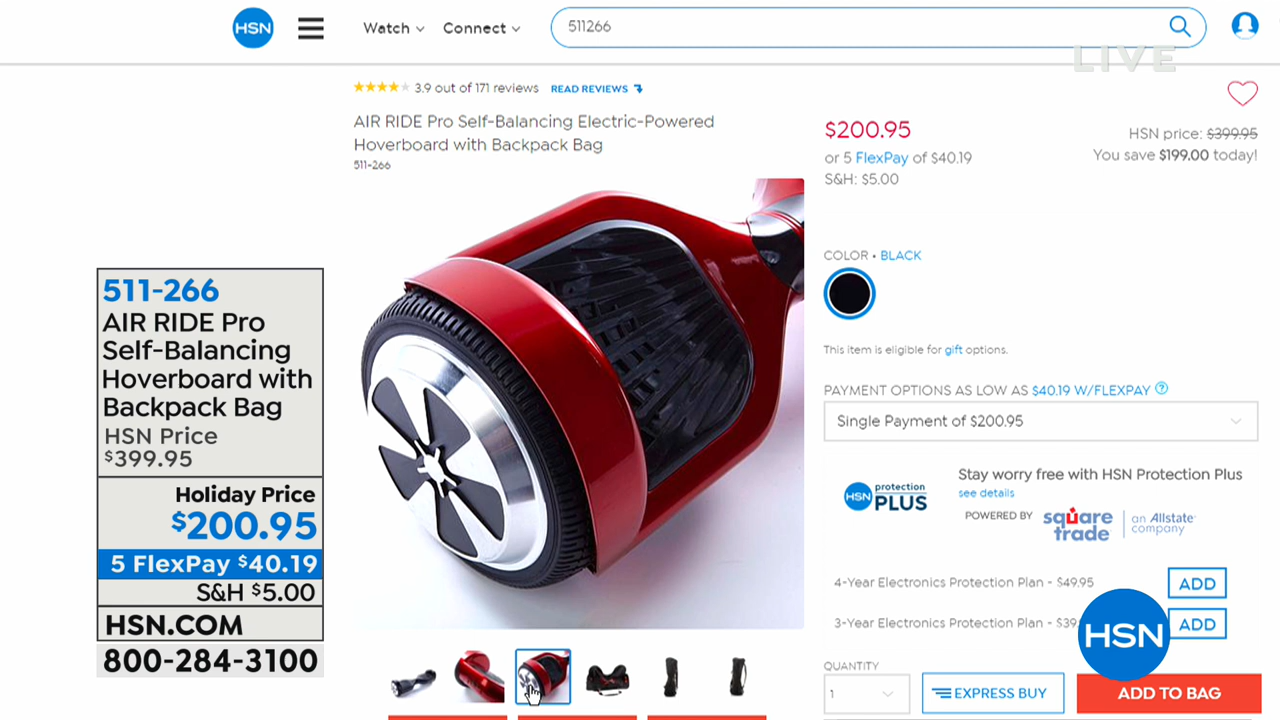 HSN
Watch
Connect
511266
LIVE
3.9 out of 171 reviews READ REVIEWS
AIR RIDE Pro Self-Balancing Electric-Powered
Hoverboard with Backpack Bag
511-266
$200.95
or 5 FlexPay of $40.19
S&H: $5.00
HSN price: $399.95
You save $199.00 today!
COLOR • BLACK
This item is eligible for gift options.
PAYMENT OPTIONS AS LOW AS $40.19 W/FLEXPAY ?
Single Payment of $200.95
HSN protection
PLUS
Stay worry free with HSN Protection Plus
see details
POWERED BY
square
trade
an Allstate
company
4-Year Electronics Protection Plan - $49.95
ADD
3-Year Electronics Protection Plan - $39.
ADD
HSN
QUANTITY
1
EXPRESS BUY
ADD TO BAG
511-266
AIR RIDE Pro
Self-Balancing
Hoverboard with
Backpack Bag
HSN Price
$399.95
Holiday Price
$200.95
5 FlexPay $40.19
S&H $5.00
HSN.COM
800-284-3100